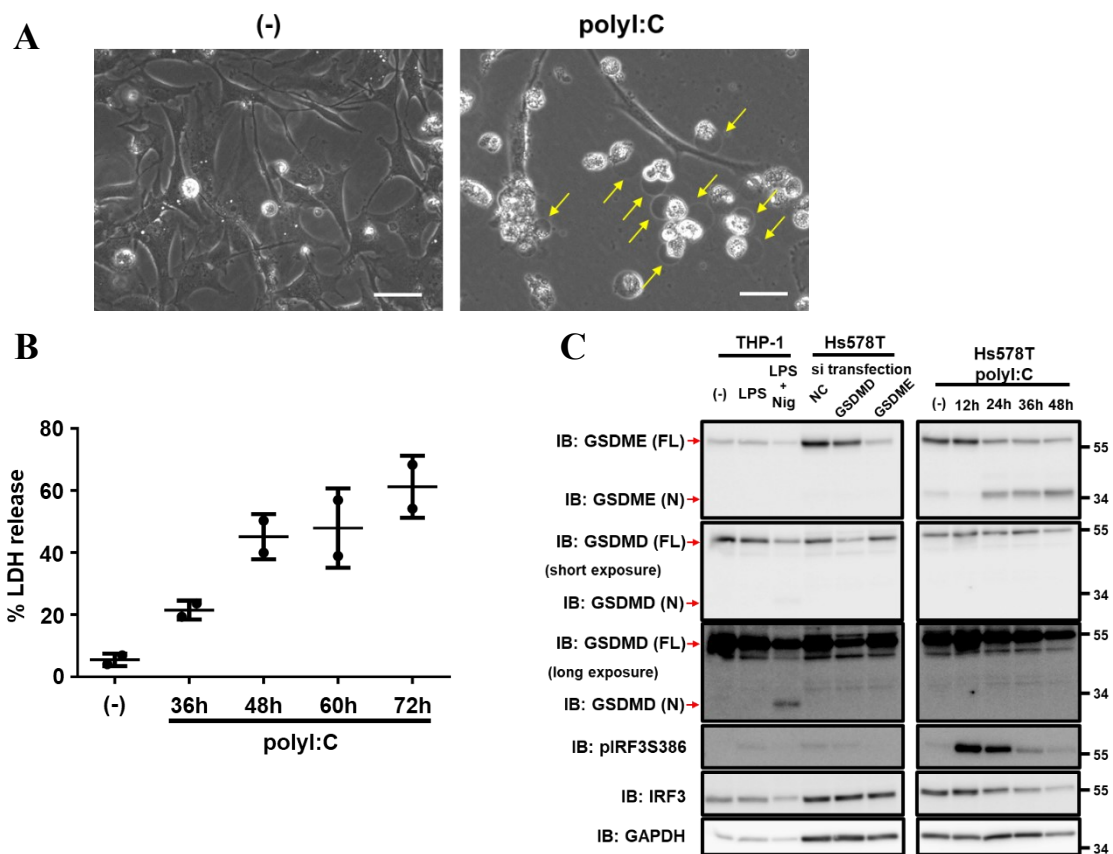 A
(-)
polyI:C
B
% LDH release
80
60
40
20
0
(-)
36h
48h
60h
72h
polyI:C
C
THP-1
Hs578T
Hs578T
polyI:C
si transfection
(-)
LPS
LPS
+
Nig
NC
GSDMD
GSDME
(-)
12h
24h
36h
48h
IB: GSDME (FL)
55
IB: GSDME (N)
34
IB: GSDMD (FL)
(short exposure)
34
IB: GSDMD (N)
IB: GSDMD (FL)
55
(long exposure)
34
IB: GSDMD (N)
IB: pIRF3S386
55
IB: IRF3
55
IB: GAPDH
34